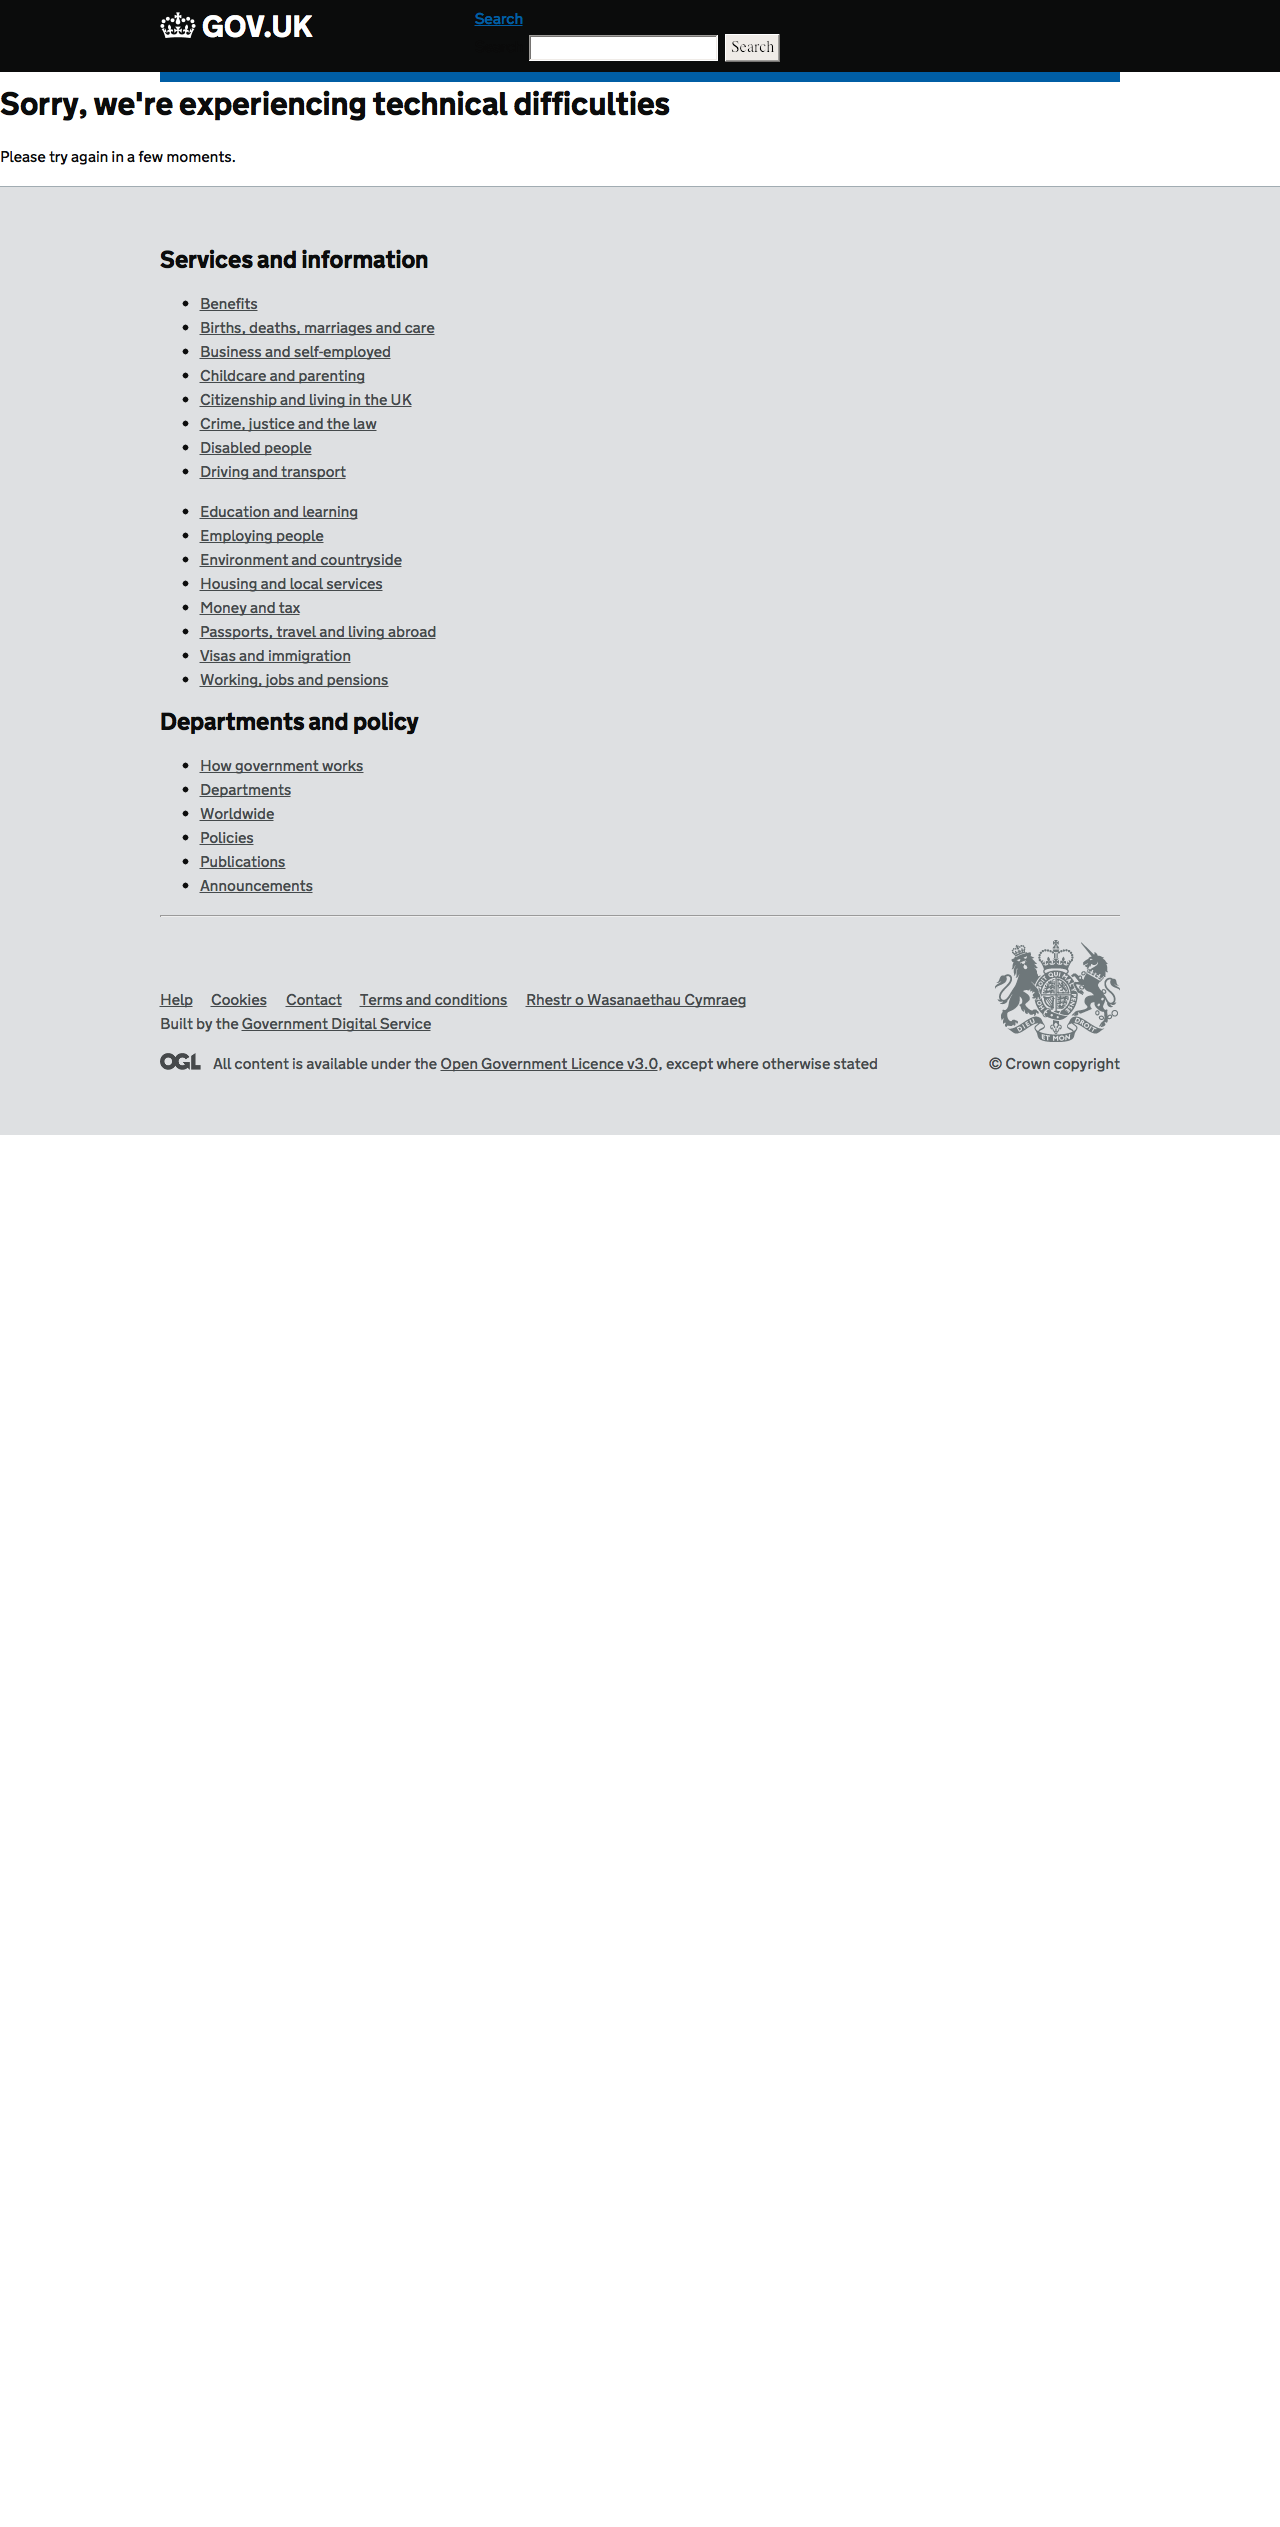 GOV.UK
Search
Search
Sorry, we're experiencing technical difficulties
Please try again in a few moments.
Services and information
Benefits
Births, deaths, marriages and care
Business and self-employed
Childcare and parenting
Citizenship and living in the UK
Crime, justice and the law
Disabled people
Driving and transport
Education and learning
Employing people
Environment and countryside
Housing and local services
Money and tax
Passports, travel and living abroad
Visas and immigration
Working, jobs and pensions
Departments and policy
How government works
Departments
Worldwide
Policies
Publications
Announcements
Help Cookies Contact Terms and conditions Rhestr o Wasanaethau Cymraeg
Built by the Government Digital Service
DIEU ET MON DROIT
OGL All content is available under the Open Government Licence v3.0, except where otherwise stated
© Crown copyright